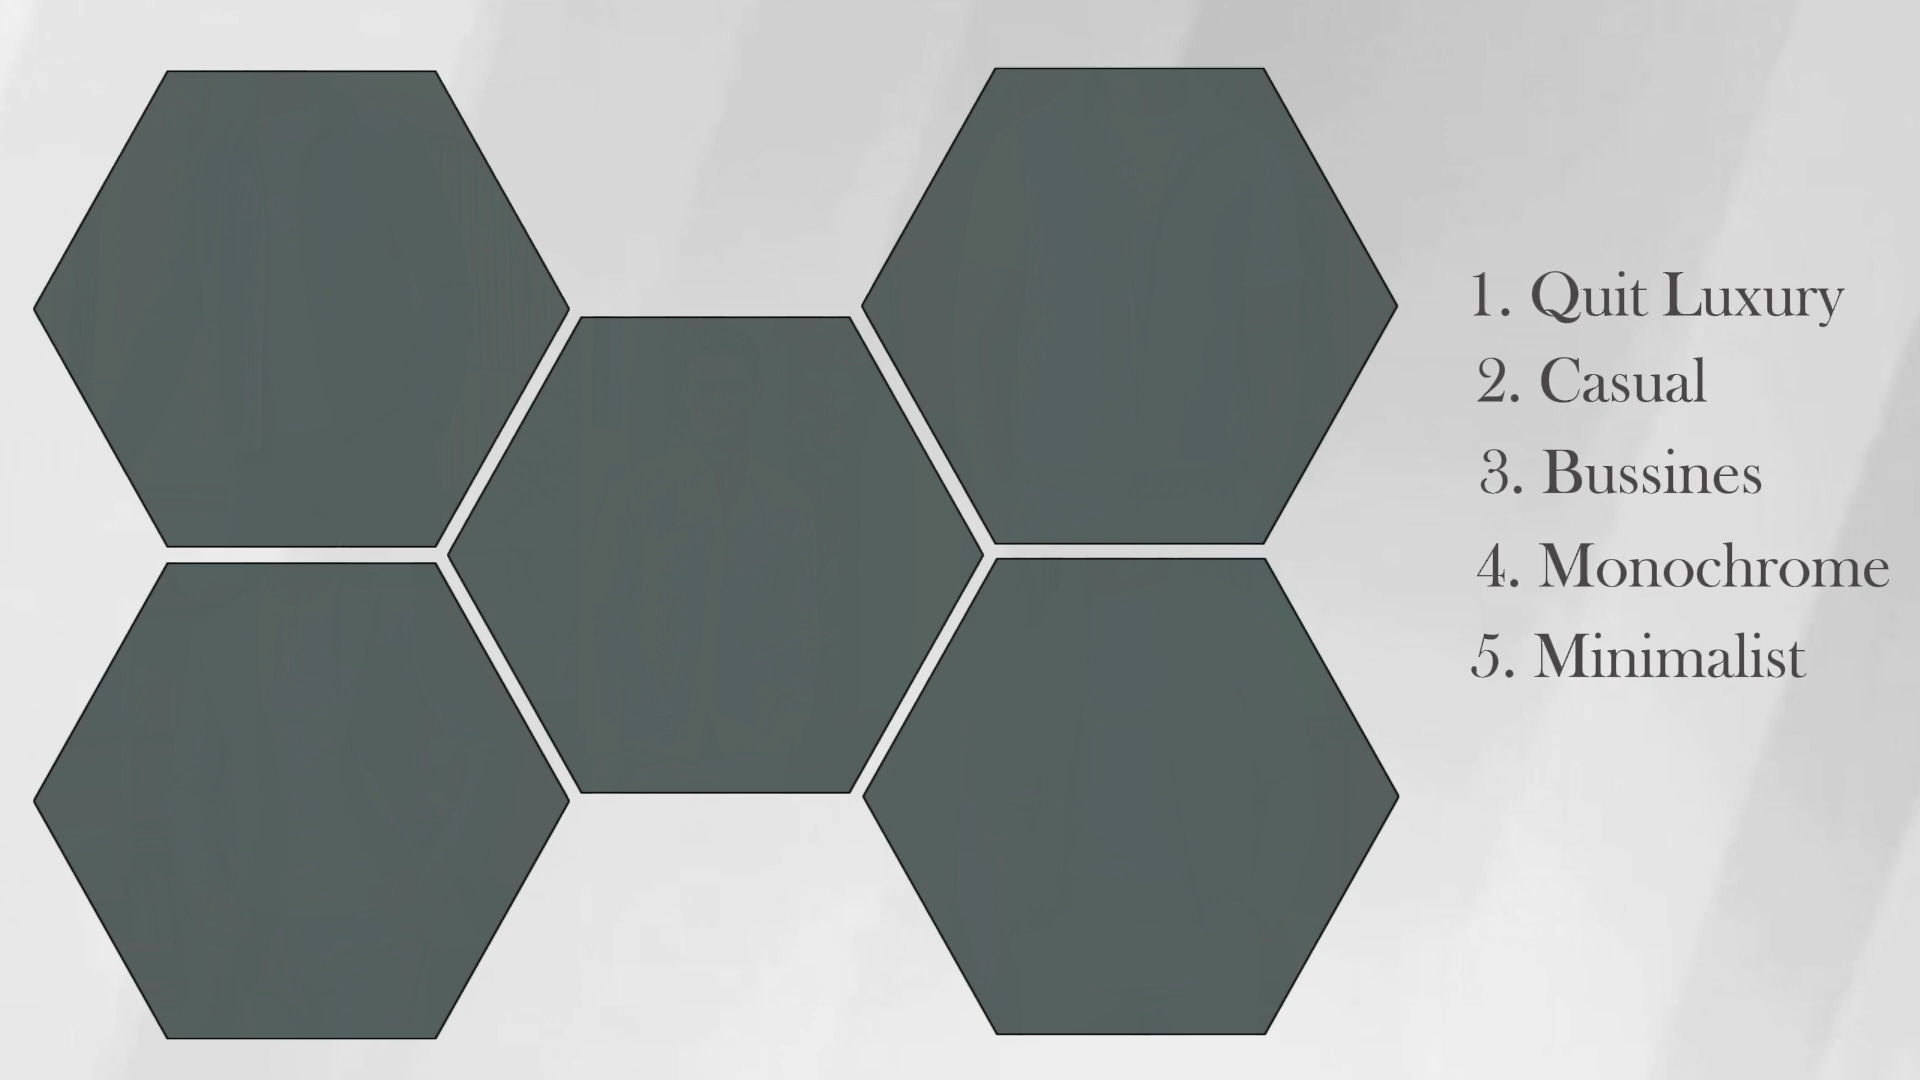 1. Quit Luxury
2. Casual
3. Bussines
4. Monochrome
5. Minimalist